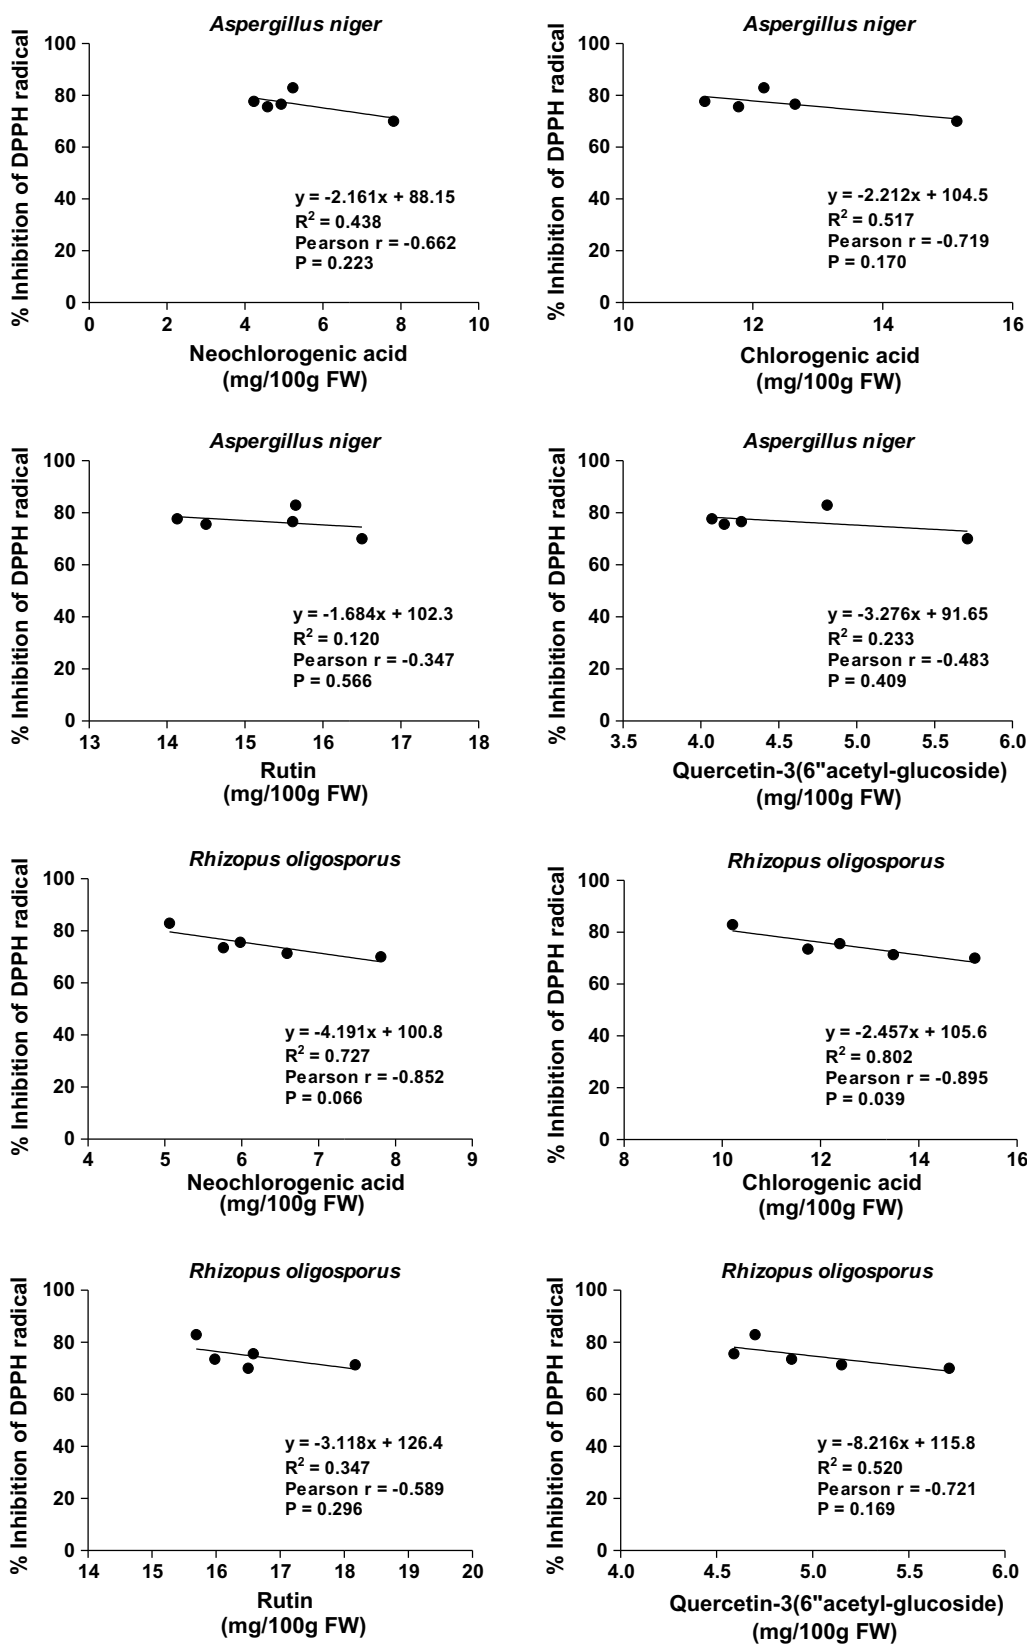 Aspergillus niger
% Inhibition of DPPH radical
100
80
60
40
20
0
y = -2.161x + 88.15
R² = 0.438
Pearson r = -0.662
P = 0.223
0 2 4 6 8 10
Neochlorogenic acid
(mg/100g FW)
Aspergillus niger
% Inhibition of DPPH radical
100
80
60
40
20
0
y = -2.212x + 104.5
R² = 0.517
Pearson r = -0.719
P = 0.170
10 12 14 16
Chlorogenic acid
(mg/100g FW)
Aspergillus niger
% Inhibition of DPPH radical
100
80
60
40
20
0
y = -1.684x + 102.3
R² = 0.120
Pearson r = -0.347
P = 0.566
13 14 15 16 17 18
Rutin
(mg/100g FW)
Aspergillus niger
% Inhibition of DPPH radical
100
80
60
40
20
0
y = -3.276x + 91.65
R² = 0.233
Pearson r = -0.483
P = 0.409
3.5 4.0 4.5 5.0 5.5 6.0
Quercetin-3(6"acetyl-glucoside)
(mg/100g FW)
Rhizopus oligosporus
% Inhibition of DPPH radical
100
80
60
40
20
0
y = -4.191x + 100.8
R² = 0.727
Pearson r = -0.852
P = 0.066
4 5 6 7 8 9
Neochlorogenic acid
(mg/100g FW)
Rhizopus oligosporus
% Inhibition of DPPH radical
100
80
60
40
20
0
y = -2.457x + 105.6
R² = 0.802
Pearson r = -0.895
P = 0.039
8 10 12 14 16
Chlorogenic acid
(mg/100g FW)
Rhizopus oligosporus
% Inhibition of DPPH radical
100
80
60
40
20
0
y = -3.118x + 126.4
R² = 0.347
Pearson r = -0.589
P = 0.296
14 15 16 17 18 19 20
Rutin
(mg/100g FW)
Rhizopus oligosporus
% Inhibition of DPPH radical
100
80
60
40
20
0
y = -8.216x + 115.8
R² = 0.520
Pearson r = -0.721
P = 0.169
4.0 4.5 5.0 5.5 6.0
Quercetin-3(6"acetyl-glucoside)
(mg/100g FW)